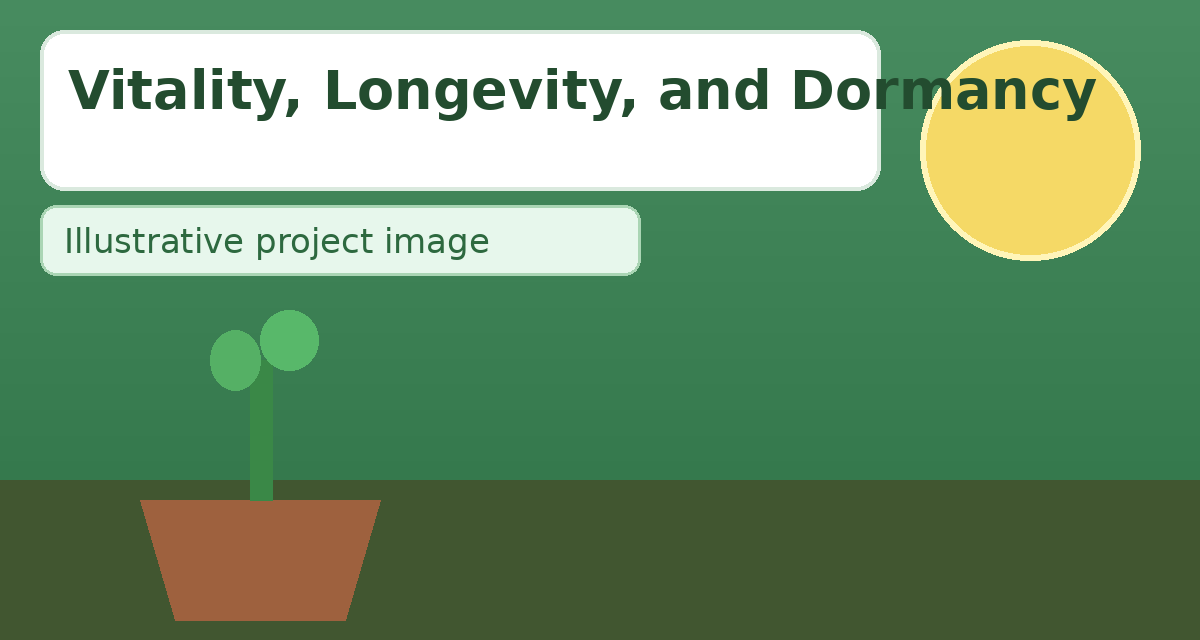 Vitality, Longevity, and Dormancy
Illustrative project image